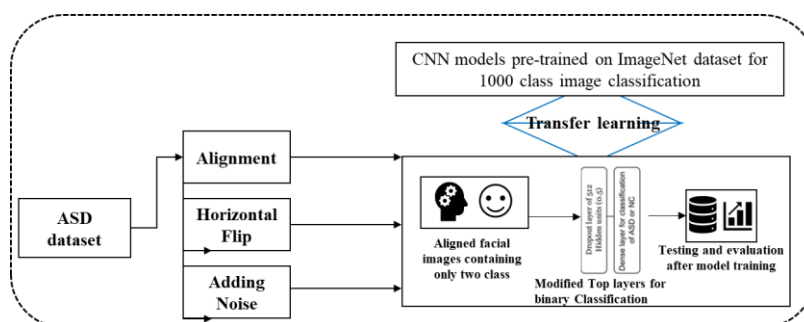 CNN models pre-trained on ImageNet dataset for
1000 class image classification
Transfer learning
ASD
dataset
Alignment
Horizontal
Flip
Adding
Noise
Aligned facial
images containing
only two class
Dropout layer of 512
Hidden units (0.5)
Dense layer for classification
of ASD or NC
Modified Top layers for
binary Classification
Testing and evaluation
after model training